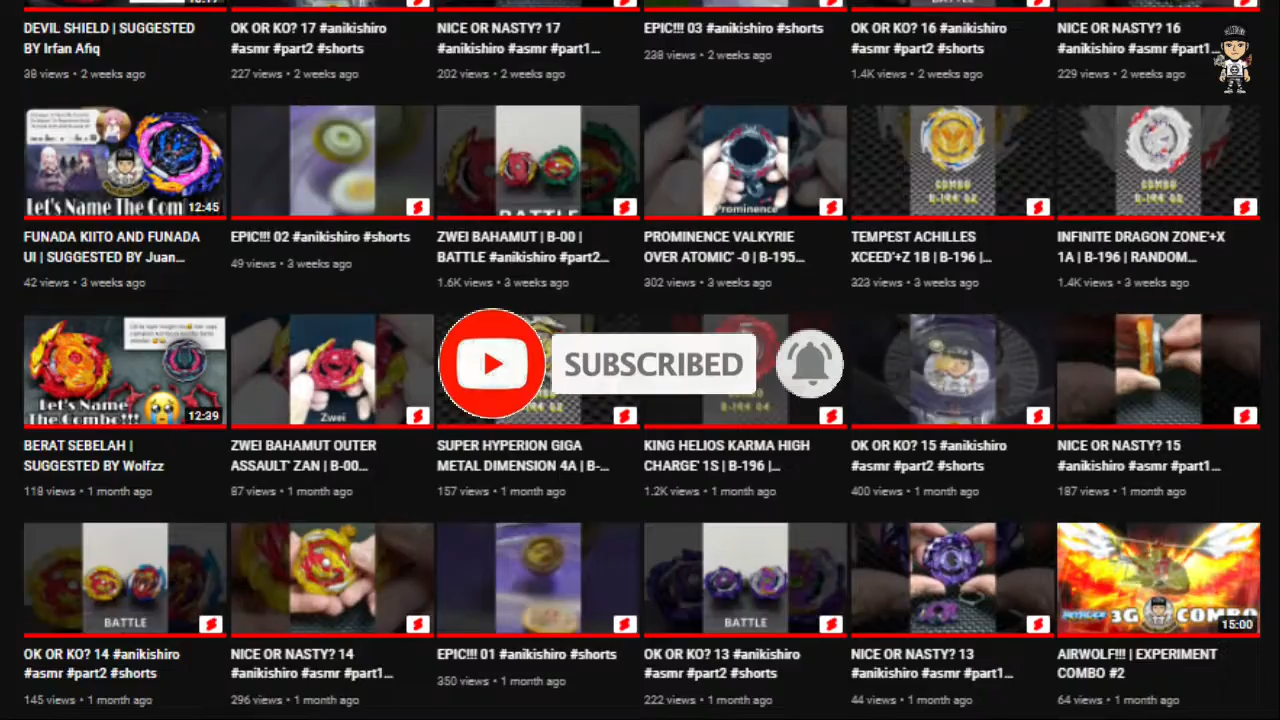 DEVIL SHIELD | SUGGESTED
BY Irfan Afiq
38 views • 2 weeks ago
OK OR KO? 17 #anikishiro
#asmr #part2 #shorts
227 views • 2 weeks ago
NICE OR NASTY? 17
#anikishiro #asmr #part1...
202 views • 2 weeks ago
EPIC!!! 03 #anikishiro #shorts
238 views • 2 weeks ago
OK OR KO? 16 #anikishiro
#asmr #part2 #shorts
1.4K views • 2 weeks ago
NICE OR NASTY? 16
#anikishiro #asmr #part1...
229 views • 2 weeks ago
Let's Name The Com
12:45
FUNADA KIITO AND FUNADA
UI | SUGGESTED BY Juan...
42 views • 3 weeks ago
EPIC!!! 02 #anikishiro #shorts
49 views • 3 weeks ago
BATTLE
ZWEI BAHAMUT | B-00 |
BATTLE #anikishiro #part2...
1.6K views • 3 weeks ago
Prominence
PROMINENCE VALKYRIE
OVER ATOMIC' -0 | B-195...
302 views • 3 weeks ago
COMBO
B-196 02
TEMPEST ACHILLES
XCEED'+Z 1B | B-196 |...
323 views • 3 weeks ago
COMBO
INFINITE DRAGON ZONE'+X
1A | B-196 | RANDOM...
1.4K views • 3 weeks ago
Let's Name
The Combo!!!
12:39
BERAT SEBELAH |
SUGGESTED BY Wolfzz
118 views • 1 month ago
Zwei
ZWEI BAHAMUT OUTER
ASSAULT' ZAN | B-00...
87 views • 1 month ago
SUBSCRIBED
SUPER HYPERION GIGA
METAL DIMENSION 4A | B-...
157 views • 1 month ago
KING HELIOS KARMA HIGH
CHARGE' 1S | B-196 |...
1.2K views • 1 month ago
OK OR KO? 15 #anikishiro
#asmr #part2 #shorts
400 views • 1 month ago
NICE OR NASTY? 15
#anikishiro #asmr #part1...
187 views • 1 month ago
BATTLE
OK OR KO? 14 #anikishiro
#asmr #part2 #shorts
145 views • 1 month ago
NICE OR NASTY? 14
#anikishiro #asmr #part1...
296 views • 1 month ago
EPIC!!! 01 #anikishiro #shorts
350 views • 1 month ago
BATTLE
OK OR KO? 13 #anikishiro
#asmr #part2 #shorts
222 views • 1 month ago
NICE OR NASTY? 13
#anikishiro #asmr #part1...
44 views • 1 month ago
3G COMBO
15:00
AIRWOLF!!! | EXPERIMENT
COMBO #2
64 views • 1 month ago